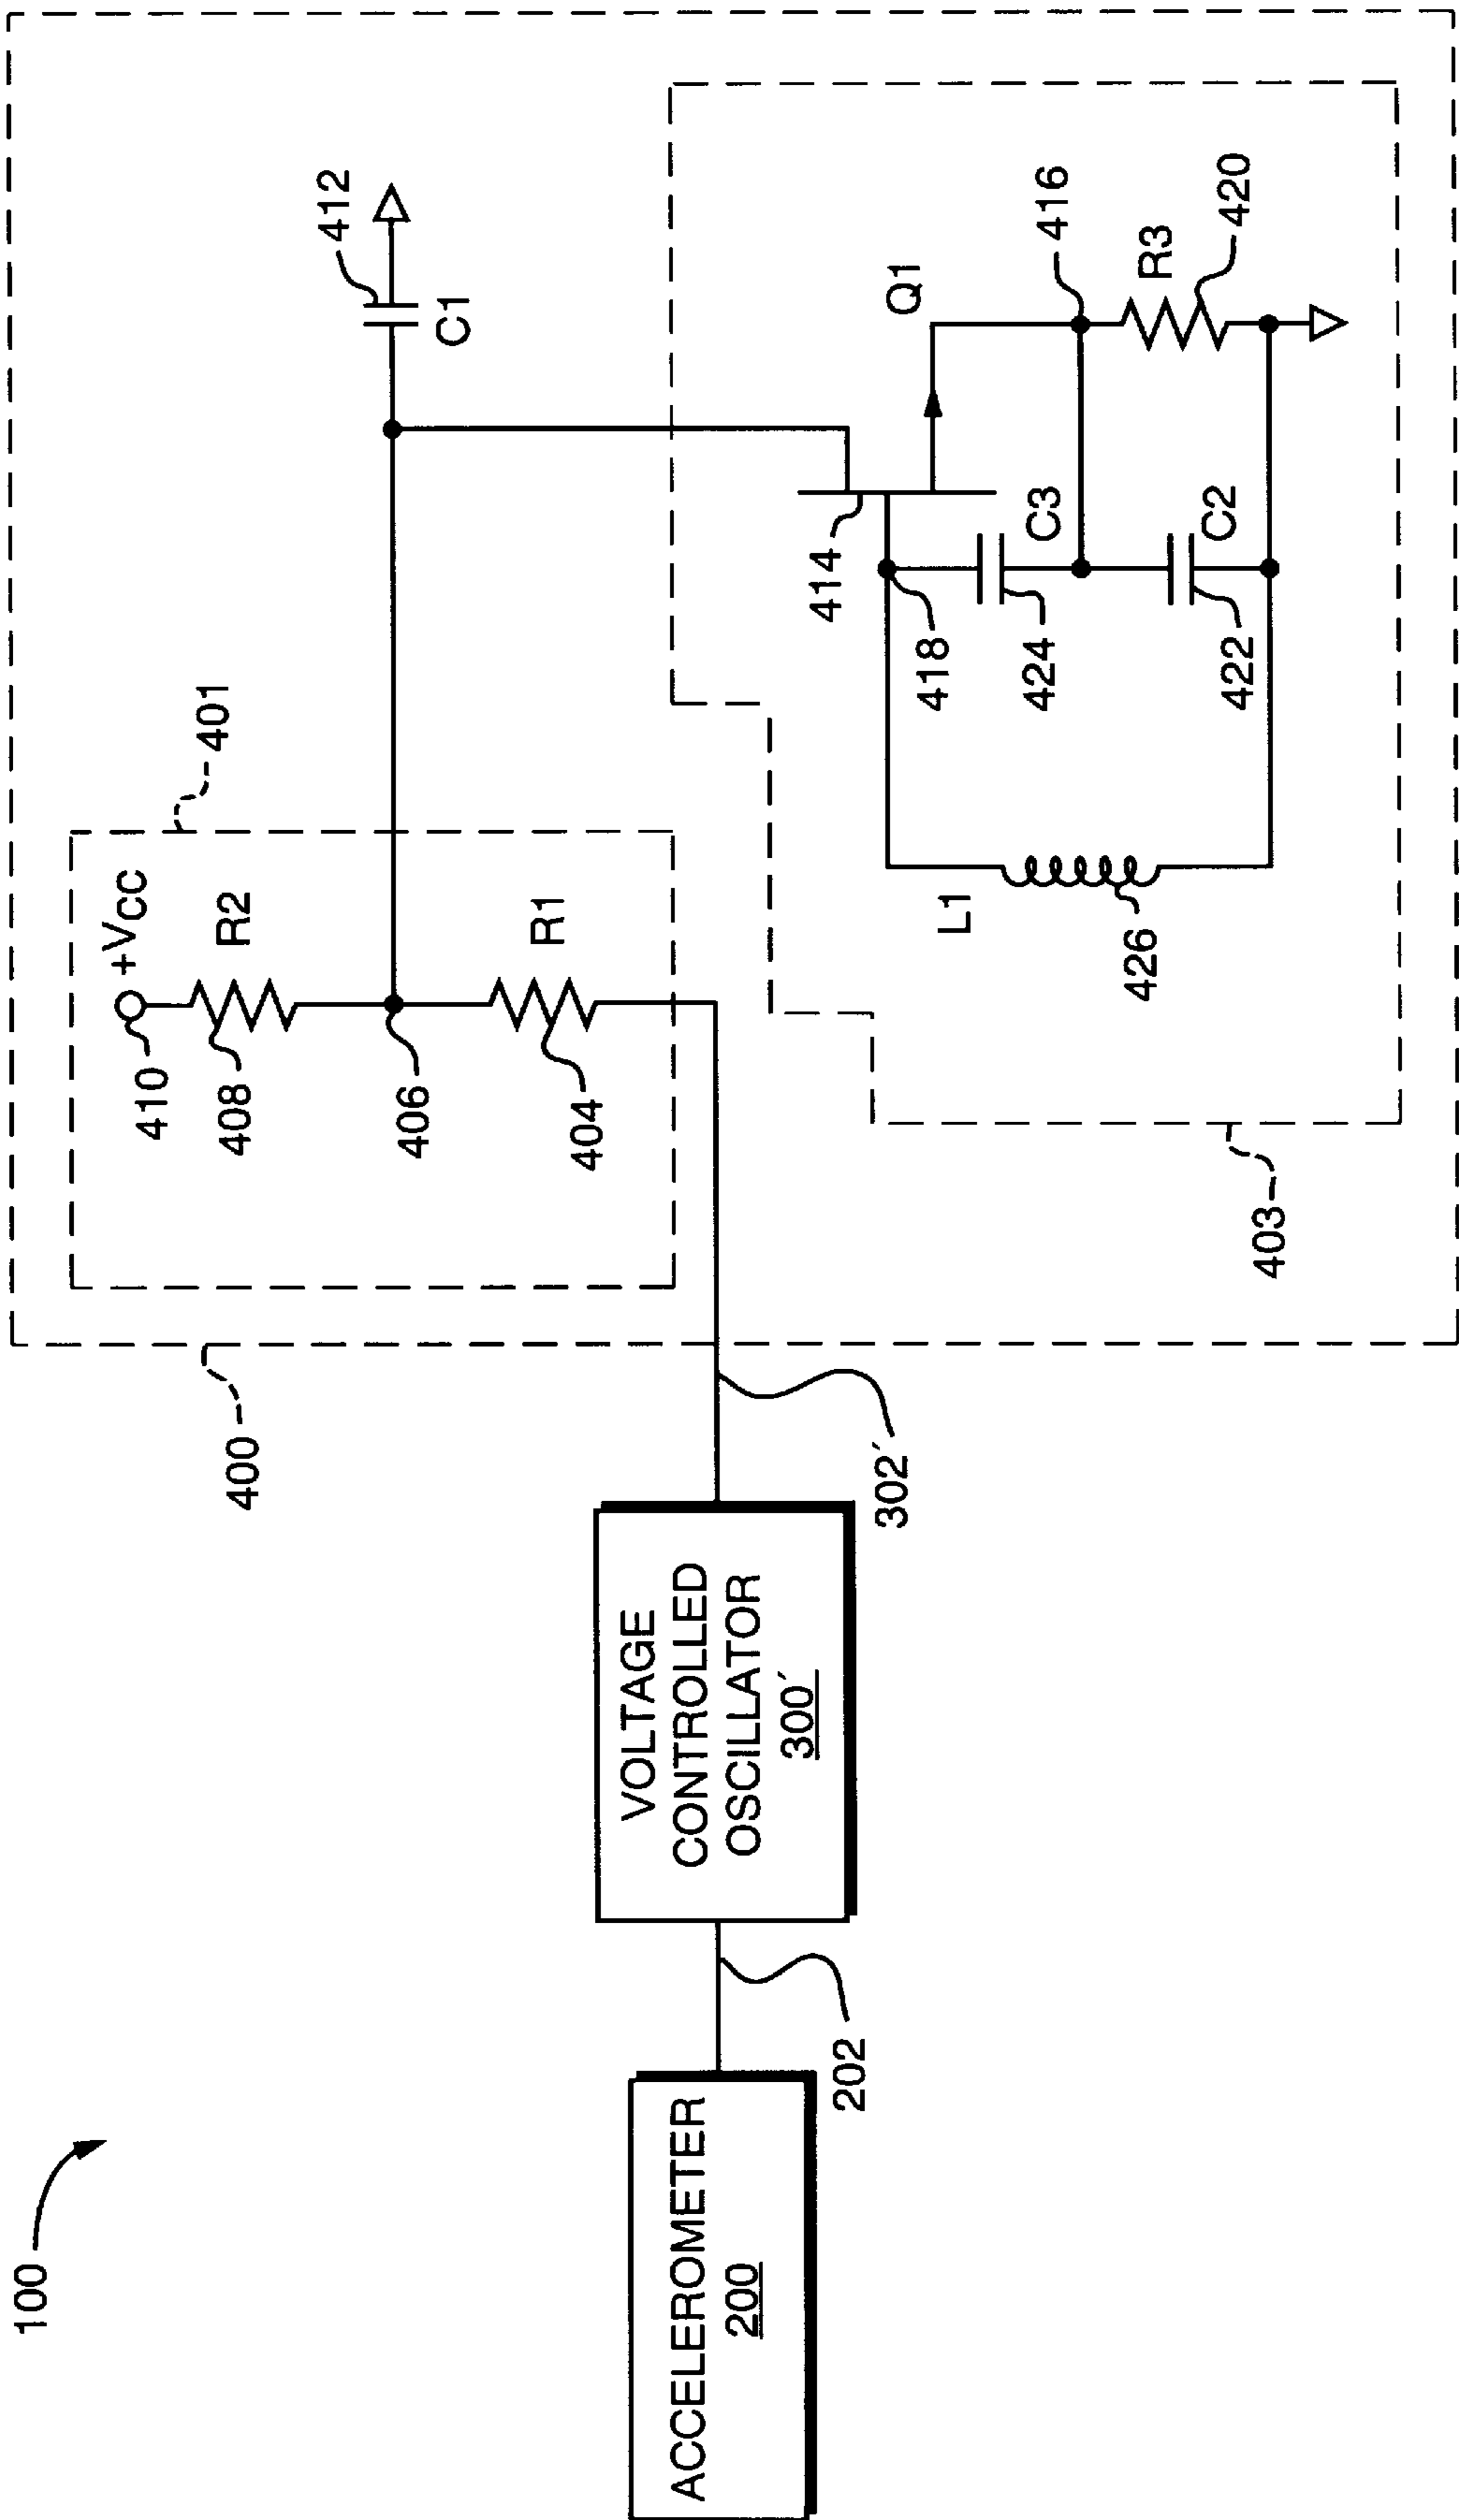 100
ACCELEROMETER
200
202
VOLTAGE
CONTROLLED
OSCILLATOR
300′
302′
400
401
410
+Vcc
408
R2
406
404
R1
412
C1
403
414
Q1
418
416
424
C3
R3
420
422
C2
L1
426